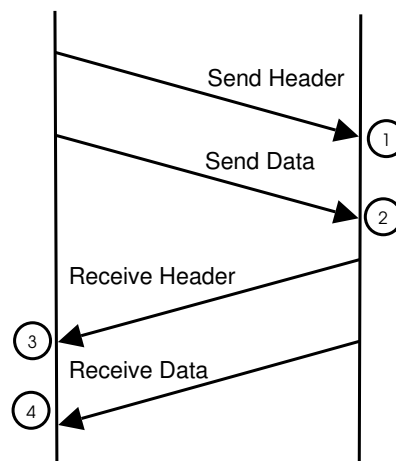 Send Header
1
Send Data
2
Receive Header
3
Receive Data
4